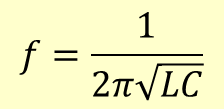 f = 1 / (2π√(LC))